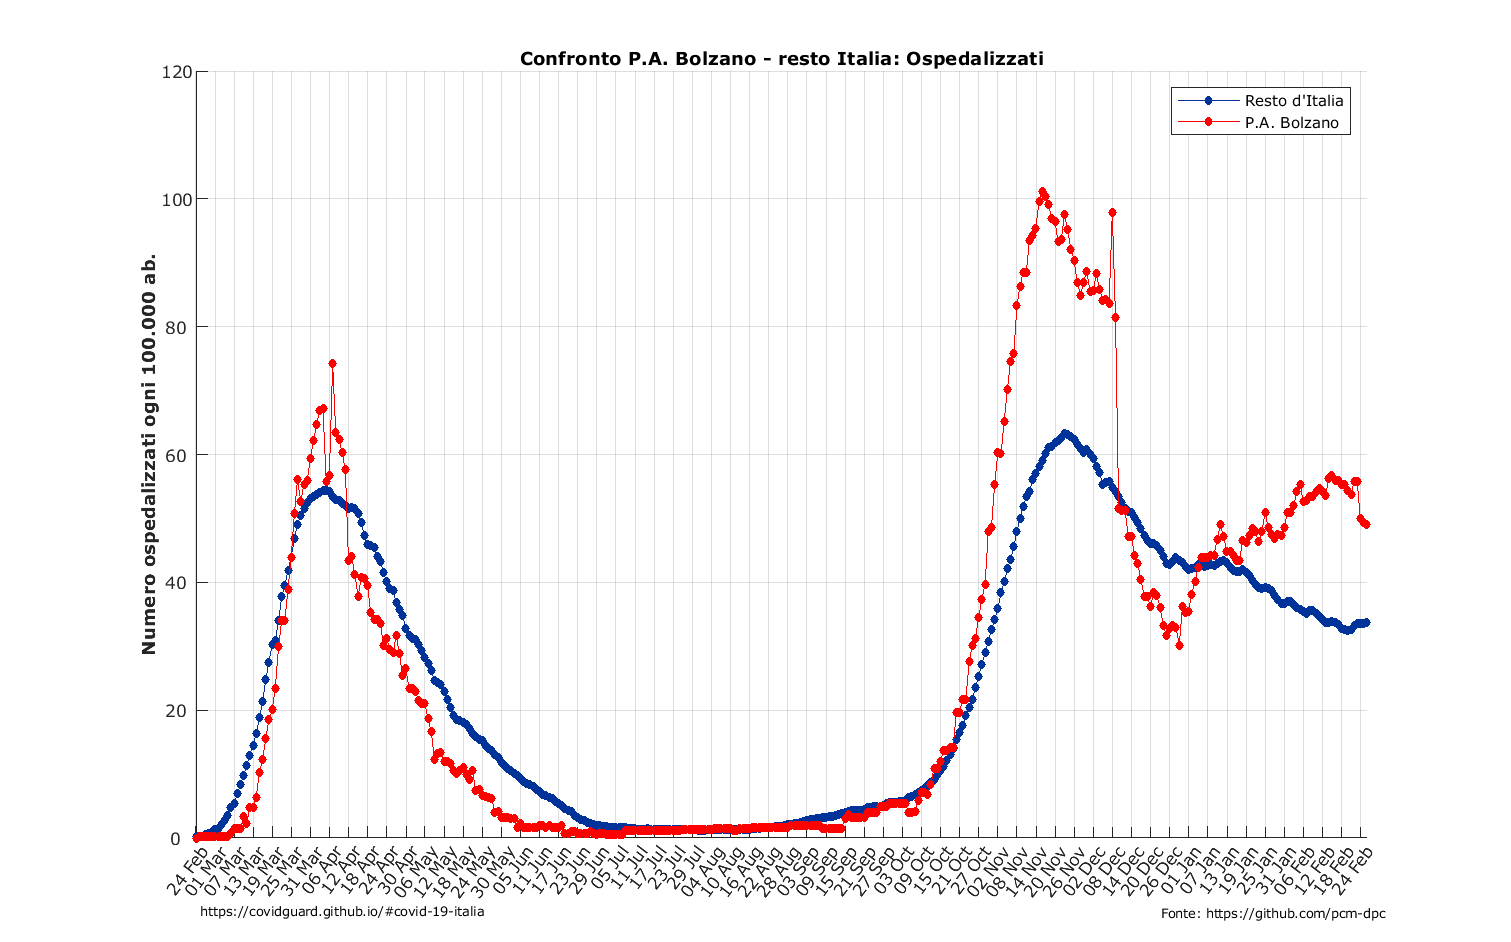 Confronto P.A. Bolzano - resto Italia: Ospedalizzati
Numero ospedalizzati ogni 100.000 ab.
120
100
80
60
40
20
0
Resto d'Italia
P.A. Bolzano
24 Feb
01 Mar
07 Mar
13 Mar
19 Mar
25 Mar
31 Mar
06 Apr
12 Apr
18 Apr
24 Apr
30 Apr
06 May
12 May
18 May
24 May
30 May
05 Jun
11 Jun
17 Jun
23 Jun
29 Jun
05 Jul
11 Jul
17 Jul
23 Jul
29 Jul
04 Aug
10 Aug
16 Aug
22 Aug
28 Aug
03 Sep
09 Sep
15 Sep
21 Sep
27 Sep
03 Oct
09 Oct
15 Oct
21 Oct
27 Oct
02 Nov
08 Nov
14 Nov
20 Nov
26 Nov
02 Dec
08 Dec
14 Dec
20 Dec
26 Dec
01 Jan
07 Jan
13 Jan
19 Jan
25 Jan
31 Jan
06 Feb
12 Feb
18 Feb
24 Feb
https://covidguard.github.io/#covid-19-italia
Fonte: https://github.com/pcm-dpc